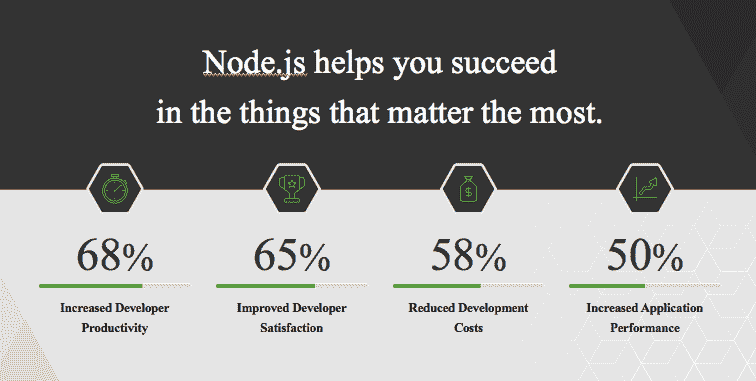 Node.js helps you succeed
in the things that matter the most.
$
68%
65%
58%
50%
Increased Developer
Productivity
Improved Developer
Satisfaction
Reduced Development
Costs
Increased Application
Performance